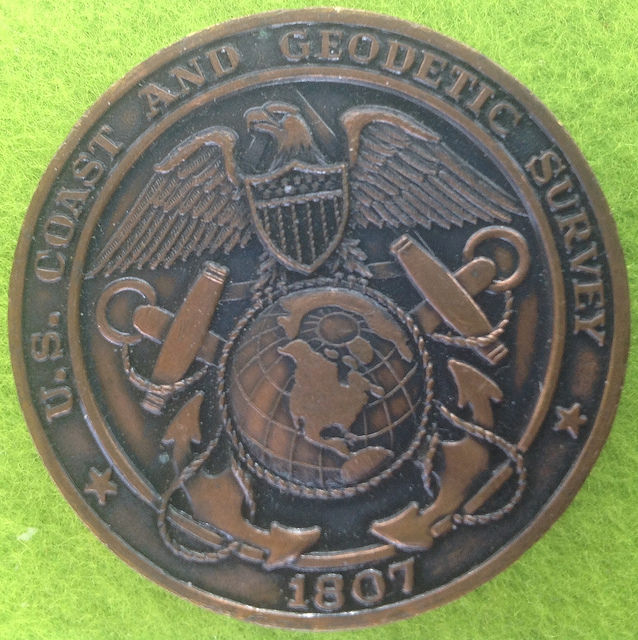 U.S. COAST AND GEODETIC SURVEY
1807